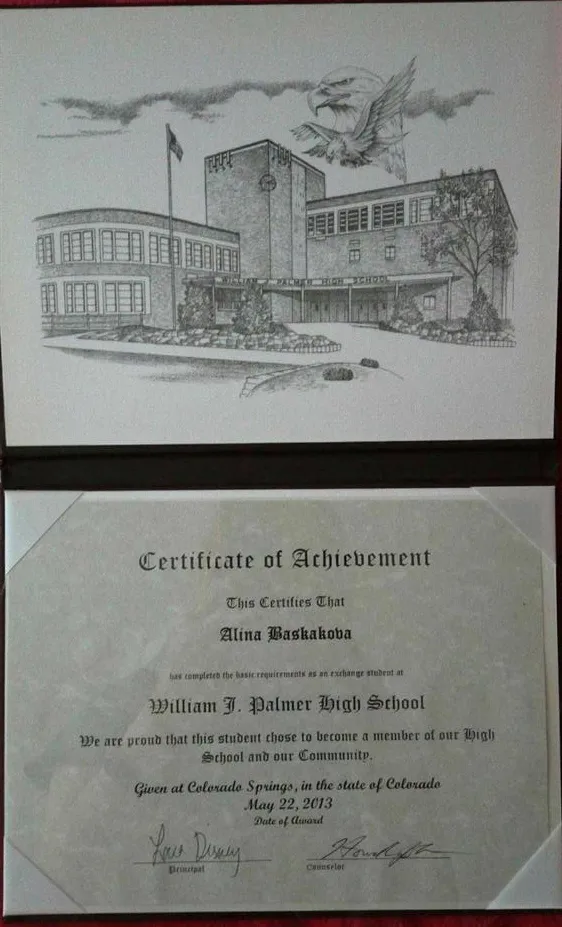 WILLIAM J. PALMER HIGH SCHOOL
Certificate of Achievement
This Certifies That
Alina Baskakova
has completed the basic requirements as an exchange student at
William J. Palmer High School
We are proud that this student chose to become a member of our High
School and our Community.
Given at Colorado Springs, in the state of Colorado
May 22, 2013
Date of Award
Principal
Counselor